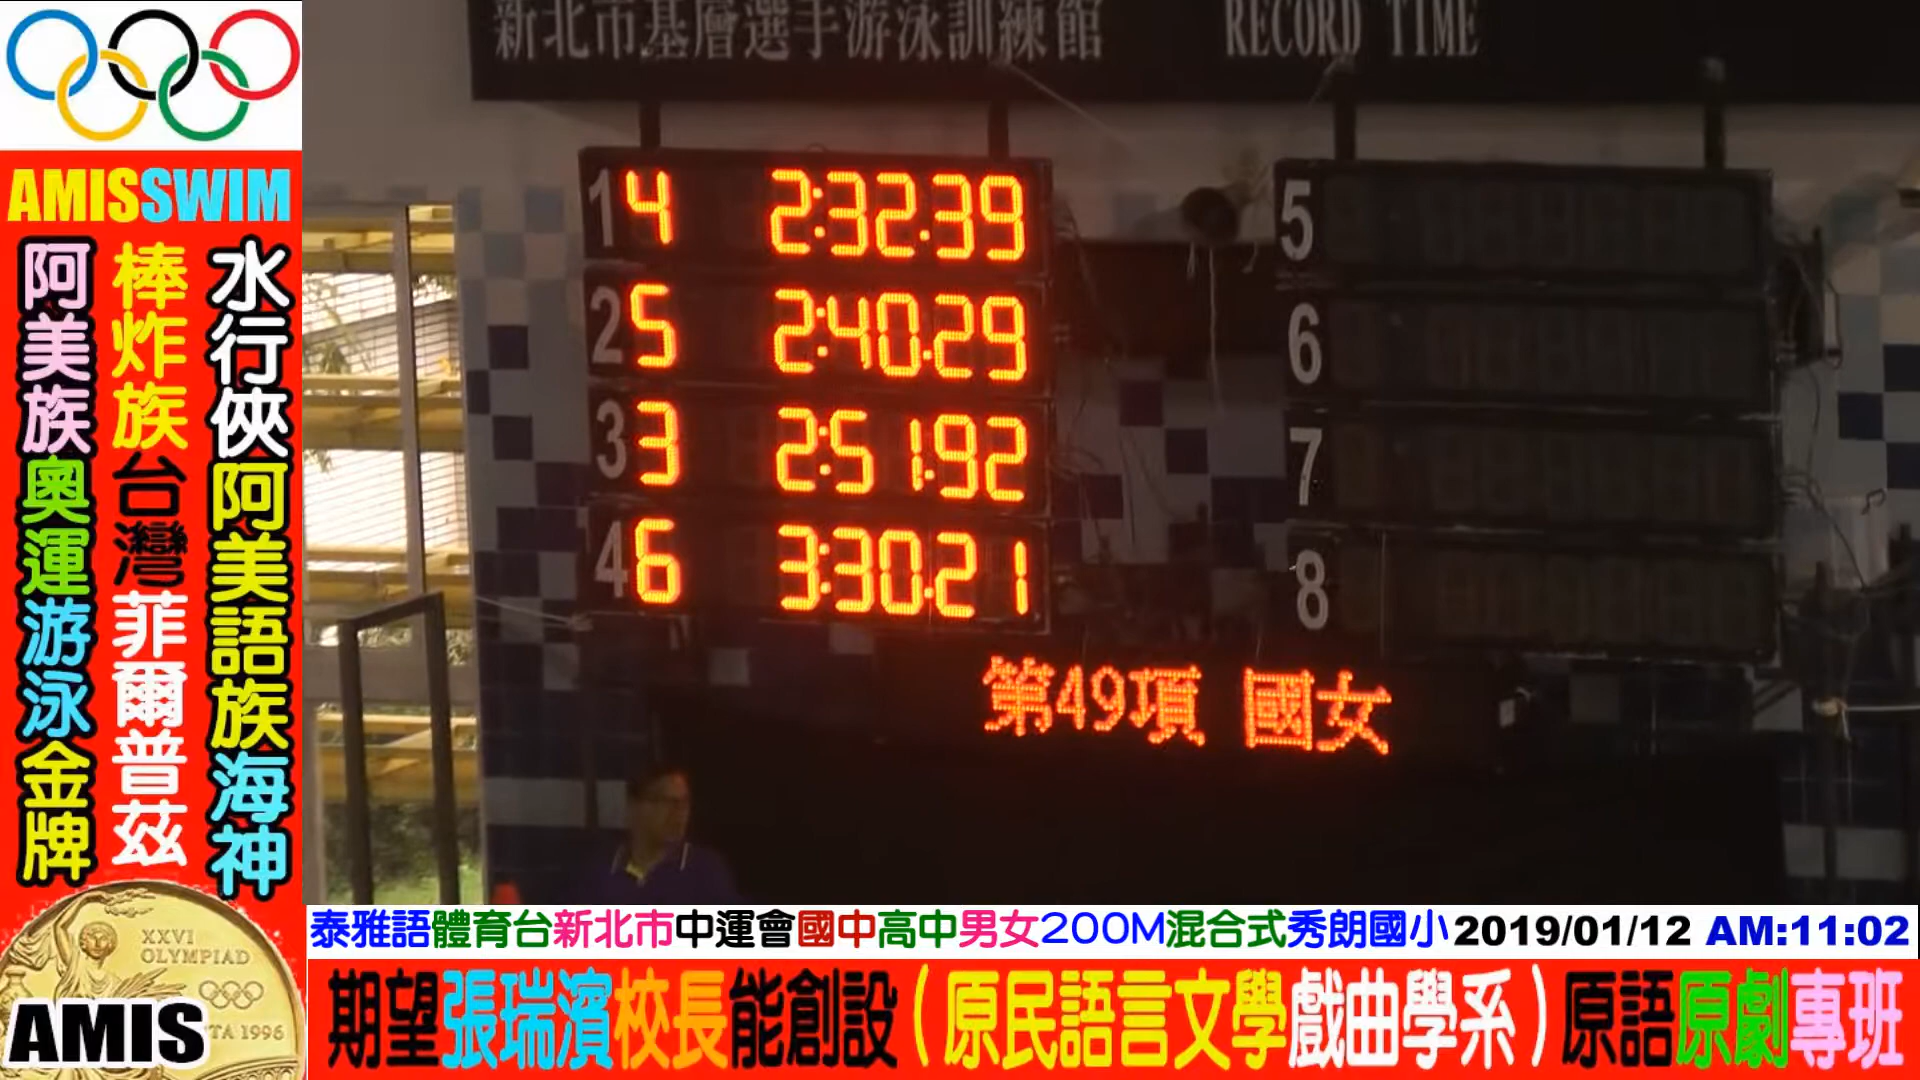 新北市基層選手游泳訓練館 RECORD TIME
AMISSWIM
水行俠阿美語族海神
棒炸族台灣菲爾普茲
阿美族奧運游泳金牌
1 4 2:32.39
2 5 2:40.29
3 3 2:51.92
4 6 3:30.21
5
6
7
8
第49項 國女
XXVI
OLYMPIAD
TA 1996
AMIS
泰雅語體育台新北市中運會國中高中男女200M混合式秀朗國小2019/01/12 AM:11:02
期望張瑞濱校長能創設(原民語言文學戲曲學系)原語原劇專班